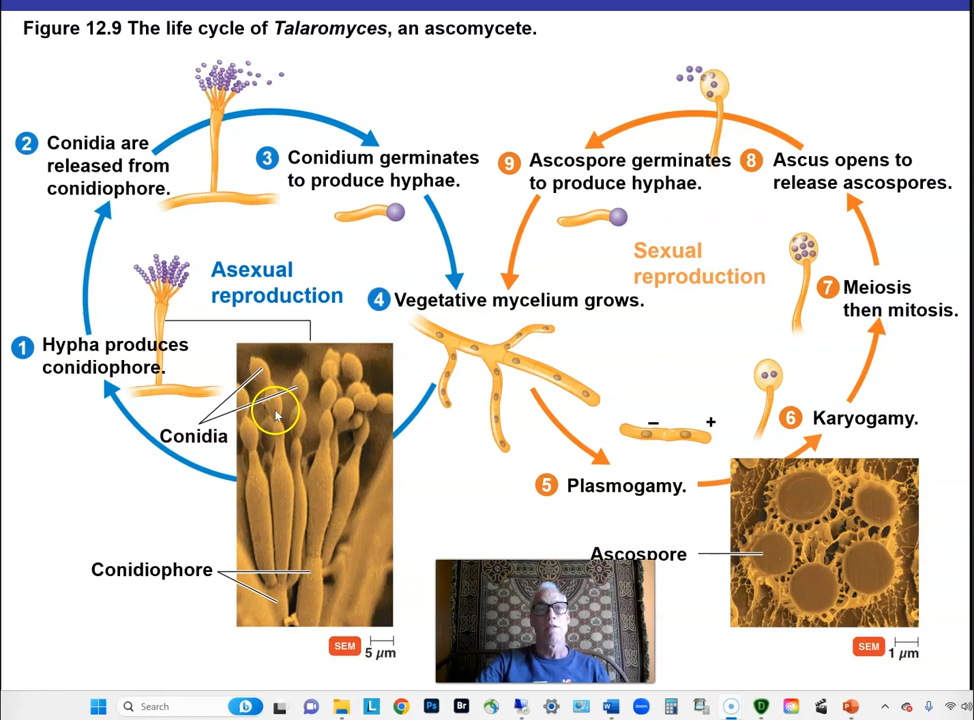 Figure 12.9 The life cycle of Talaromyces, an ascomycete.
2 Conidia are
released from
conidiophore.
3 Conidium germinates
to produce hyphae.
9 Ascospore germinates
to produce hyphae.
8 Ascus opens to
release ascospores.
Asexual
reproduction
Sexual
reproduction
4 Vegetative mycelium grows.
7 Meiosis
then mitosis.
1 Hypha produces
conidiophore.
Conidia
− +
6 Karyogamy.
5 Plasmogamy.
Ascospore
Conidiophore
SEM 5 µm
SEM 1 µm
Search
L
Ps
Br
zoom
W
D
P